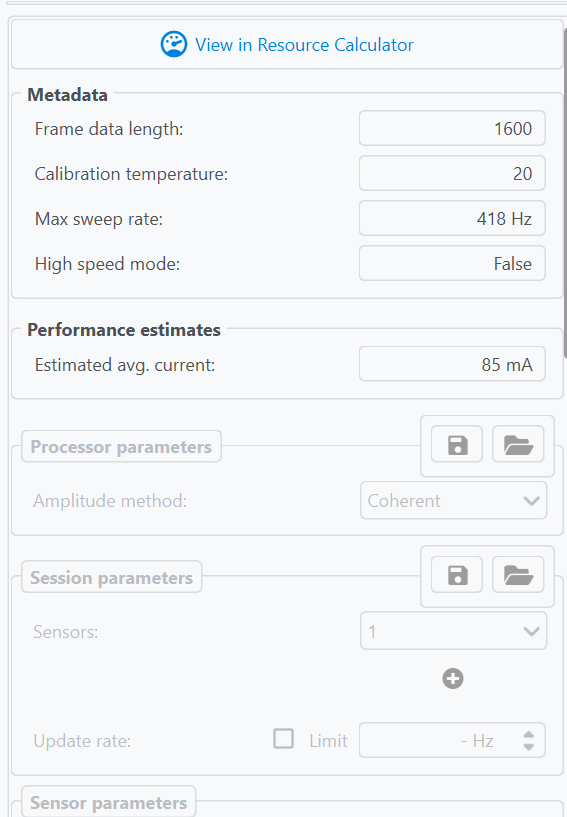 View in Resource Calculator
Metadata
Frame data length: 1600
Calibration temperature: 20
Max sweep rate: 418 Hz
High speed mode: False
Performance estimates
Estimated avg. current: 85 mA
Processor parameters
Amplitude method: Coherent
Session parameters
Sensors: 1
Update rate: Limit - Hz
Sensor parameters